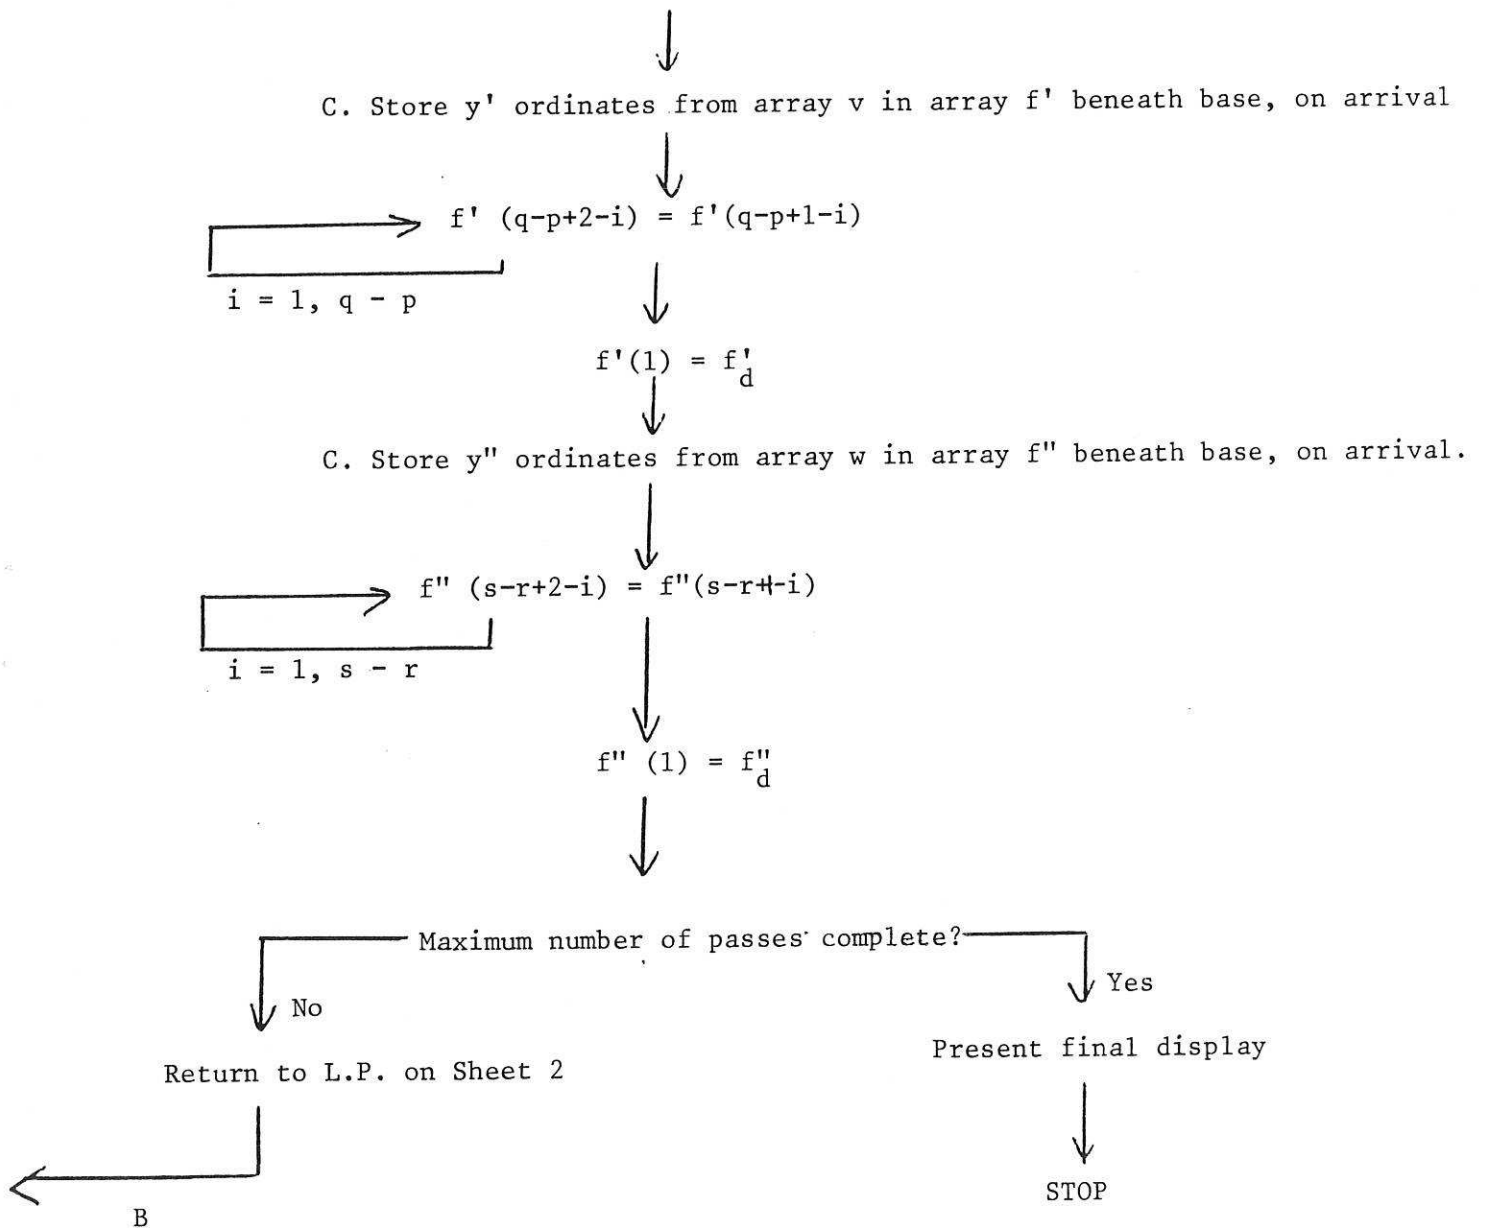 C. Store y' ordinates from array v in array f' beneath base, on arrival
f' (q-p+2-i) = f'(q-p+1-i)
i = 1, q - p
f'(1) = f'd
C. Store y" ordinates from array w in array f" beneath base, on arrival.
f" (s-r+2-i) = f"(s-r+1-i)
i = 1, s - r
f" (1) = f"d
Maximum number of passes complete?
No
Yes
Present final display
Return to L.P. on Sheet 2
STOP
B